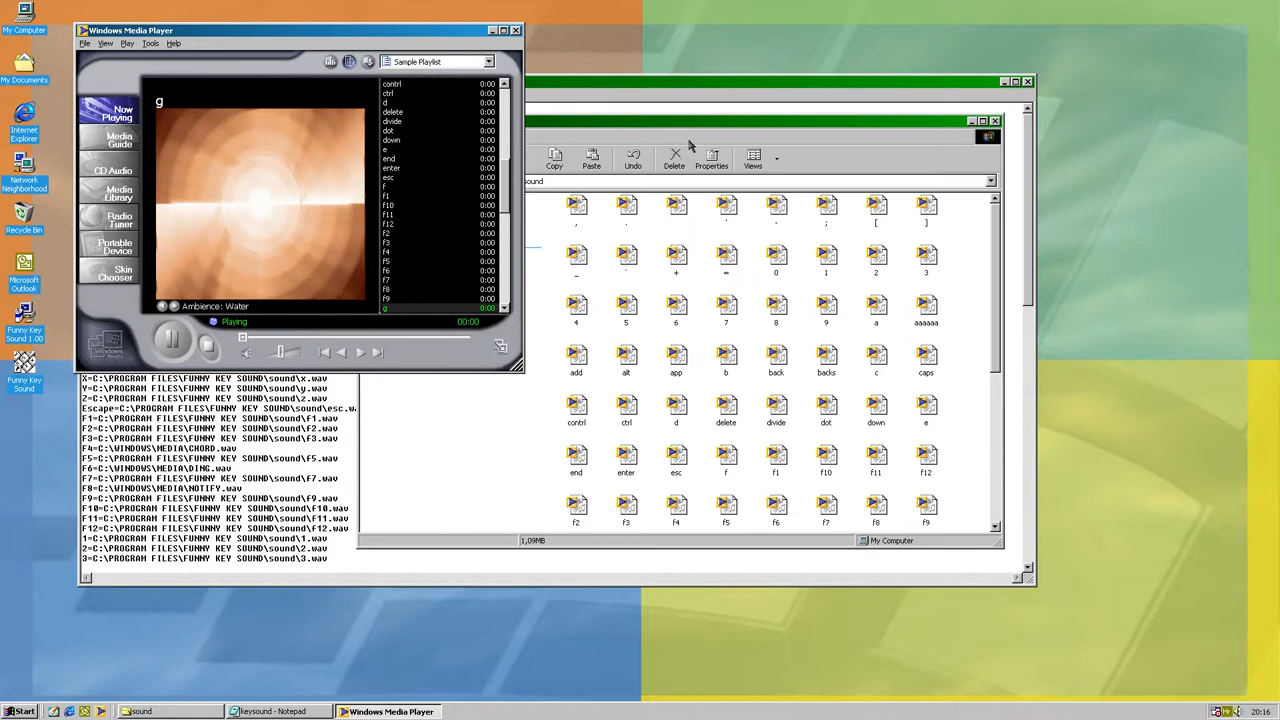 My Computer
My Documents
Internet
Explorer
Network
Neighborhood
Recycle Bin
Microsoft
Outlook
Funny Key
Sound 1.00
Funny Key
Sound
Windows Media Player
File View Play Tools Help
Sample Playlist
Now
Playing
Media
Guide
CD Audio
Media
Library
Radio
Tuner
Portable
Device
Skin
Chooser
g
contrl 0:00
ctrl 0:00
d 0:00
delete 0:00
divide 0:00
dot 0:00
down 0:00
e 0:00
end 0:00
enter 0:00
esc 0:00
f 0:00
f1 0:00
f10 0:00
f11 0:00
f12 0:00
f2 0:00
f3 0:00
f4 0:00
f5 0:00
f6 0:00
f7 0:00
f8 0:00
f9 0:00
g 0:00
Ambience: Water
Playing 00:00
Windows Media
Copy Paste Undo Delete Properties Views
ound
, . ' - ; [ ]
_ ` + = 0 1 2 3
4 5 6 7 8 9 a aaaaaa
add alt app b back backs c caps
contrl ctrl d delete divide dot down e
end enter esc f f1 f10 f11 f12
f2 f3 f4 f5 f6 f7 f8 f9
1,09MB My Computer
X=C:\PROGRAM FILES\FUNNY KEY SOUND\sound\x.wav
Y=C:\PROGRAM FILES\FUNNY KEY SOUND\sound\y.wav
Z=C:\PROGRAM FILES\FUNNY KEY SOUND\sound\z.wav
Escape=C:\PROGRAM FILES\FUNNY KEY SOUND\sound\esc.w
F1=C:\PROGRAM FILES\FUNNY KEY SOUND\sound\f1.wav
F2=C:\PROGRAM FILES\FUNNY KEY SOUND\sound\f2.wav
F3=C:\PROGRAM FILES\FUNNY KEY SOUND\sound\f3.wav
F4=C:\WINDOWS\MEDIA\CHORD.wav
F5=C:\PROGRAM FILES\FUNNY KEY SOUND\sound\f5.wav
F6=C:\WINDOWS\MEDIA\DING.wav
F7=C:\PROGRAM FILES\FUNNY KEY SOUND\sound\f7.wav
F8=C:\WINDOWS\MEDIA\NOTIFY.wav
F9=C:\PROGRAM FILES\FUNNY KEY SOUND\sound\f9.wav
F10=C:\PROGRAM FILES\FUNNY KEY SOUND\sound\f10.wav
F11=C:\PROGRAM FILES\FUNNY KEY SOUND\sound\f11.wav
F12=C:\PROGRAM FILES\FUNNY KEY SOUND\sound\f12.wav
1=C:\PROGRAM FILES\FUNNY KEY SOUND\sound\1.wav
2=C:\PROGRAM FILES\FUNNY KEY SOUND\sound\2.wav
3=C:\PROGRAM FILES\FUNNY KEY SOUND\sound\3.wav
Start sound keysound - Notepad Windows Media Player Hr 20:16